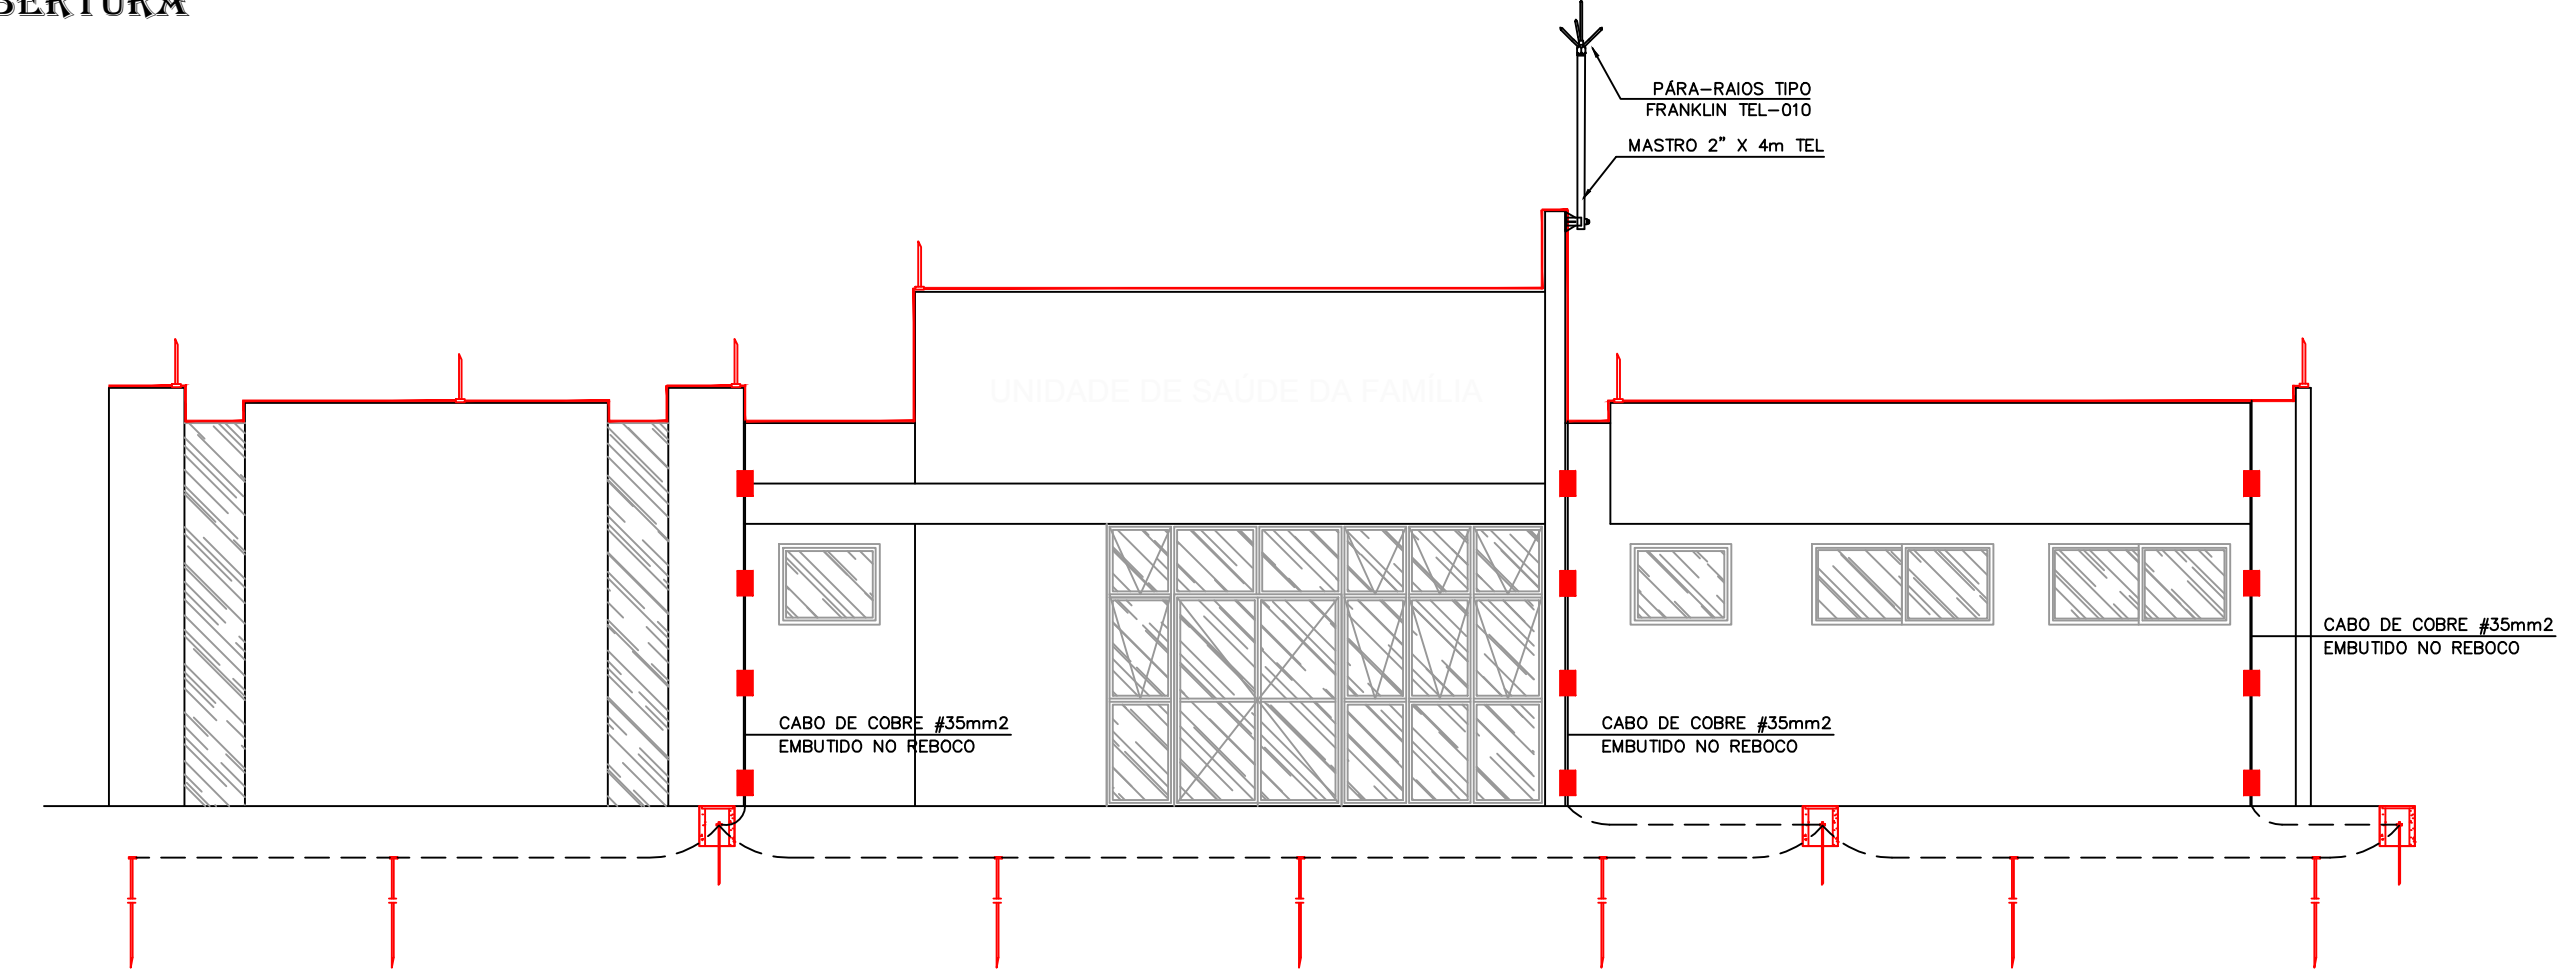 BERTURA
PÁRA-RAIOS TIPO
FRANKLIN TEL-010
MASTRO 2" X 4m TEL
UNIDADE DE SAÚDE DA FAMÍLIA
CABO DE COBRE #35mm2
EMBUTIDO NO REBOCO
CABO DE COBRE #35mm2
EMBUTIDO NO REBOCO
CABO DE COBRE #35mm2
EMBUTIDO NO REBOCO